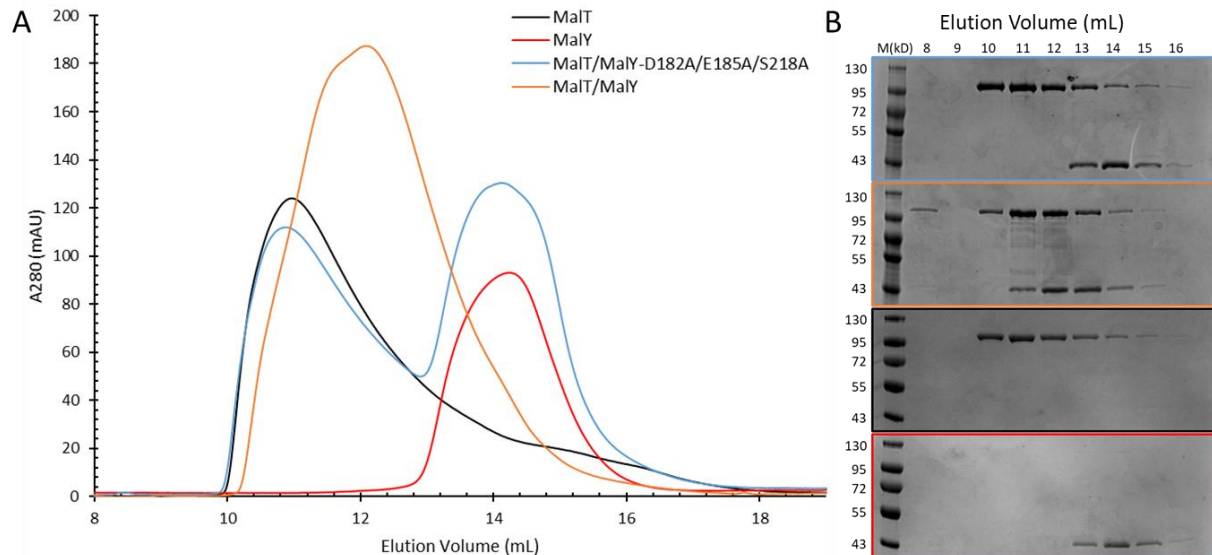 A
A280 (mAU)
200
180
160
140
120
100
80
60
40
20
0
8 10 12 14 16 18
Elution Volume (mL)
MalT
MalY
MalT/MalY-D182A/E185A/S218A
MalT/MalY
B
Elution Volume (mL)
M(kD) 8 9 10 11 12 13 14 15 16
130
95
72
55
43
130
95
72
55
43
130
95
72
55
43
130
95
72
55
43